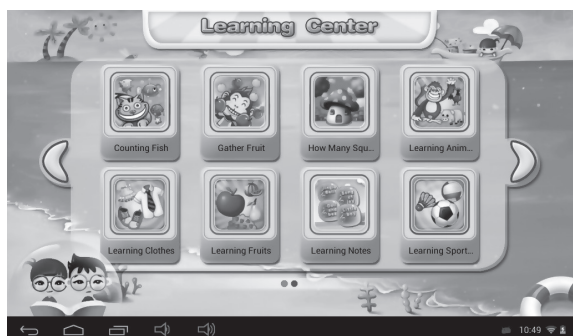 Learning Center
Counting Fish
Gather Fruit
How Many Squ...
Learning Anim...
Learning Clothes
Learning Fruits
Learning Notes
Learning Sport...
10:49